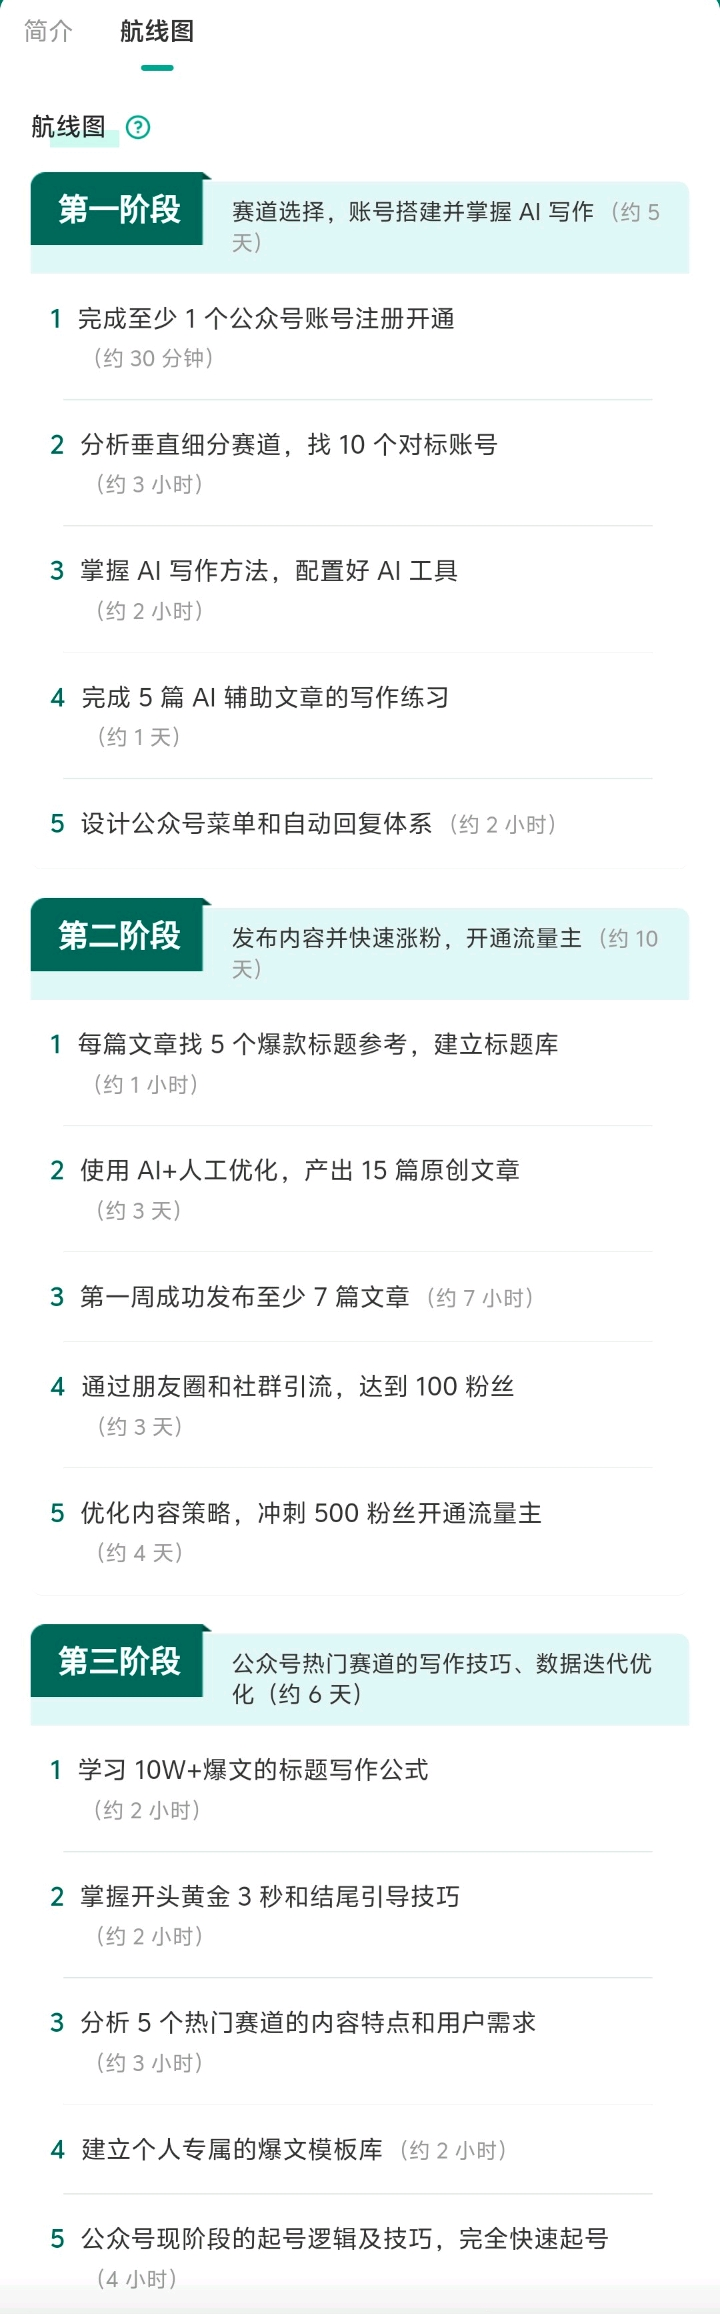 简介 航线图
航线图 ?
第一阶段
赛道选择，账号搭建并掌握 AI 写作（约 5
天）
1 完成至少 1 个公众号账号注册开通
（约 30 分钟）
2 分析垂直细分赛道，找 10 个对标账号
（约 3 小时）
3 掌握 AI 写作方法，配置好 AI 工具
（约 2 小时）
4 完成 5 篇 AI 辅助文章的写作练习
（约 1 天）
5 设计公众号菜单和自动回复体系（约 2 小时）
第二阶段
发布内容并快速涨粉，开通流量主（约 10
天）
1 每篇文章找 5 个爆款标题参考，建立标题库
（约 1 小时）
2 使用 AI+人工优化，产出 15 篇原创文章
（约 3 天）
3 第一周成功发布至少 7 篇文章（约 7 小时）
4 通过朋友圈和社群引流，达到 100 粉丝
（约 3 天）
5 优化内容策略，冲刺 500 粉丝开通流量主
（约 4 天）
第三阶段
公众号热门赛道的写作技巧、数据迭代优
化（约 6 天）
1 学习 10W+爆文的标题写作公式
（约 2 小时）
2 掌握开头黄金 3 秒和结尾引导技巧
（约 2 小时）
3 分析 5 个热门赛道的内容特点和用户需求
（约 3 小时）
4 建立个人专属的爆文模板库（约 2 小时）
5 公众号现阶段的起号逻辑及技巧，完全快速起号
（4 小时）